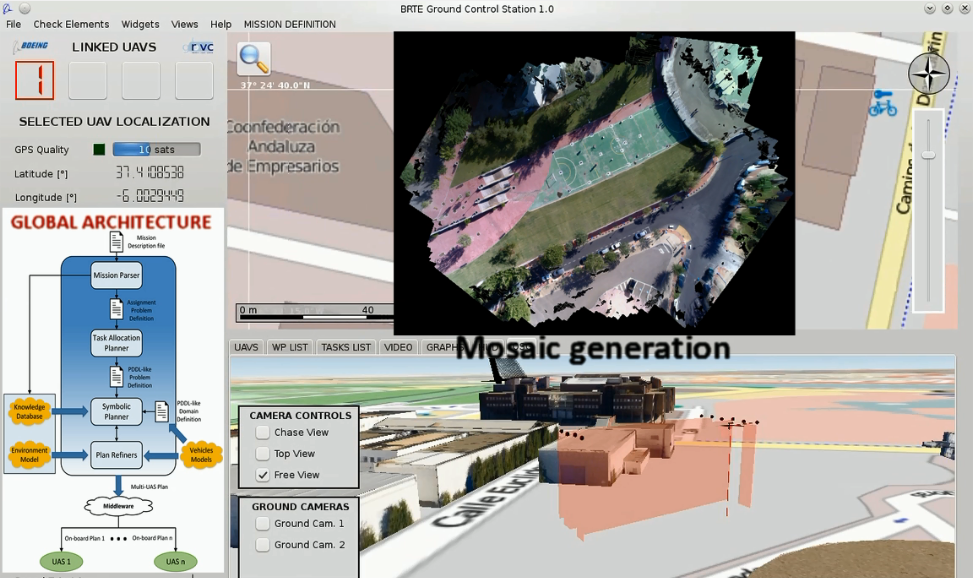 BRTE Ground Control Station 1.0
File Check Elements Widgets Views Help MISSION DEFINITION
BOEING LINKED UAVS
1
SELECTED UAV LOCALIZATION
GPS Quality 10 sats
Latitude [°] 37.4108538
Longitude [°] -6.0029449
GLOBAL ARCHITECTURE
Mission
Description file
Mission Parser
Assignment
Problem
Definition
Task Allocation
Planner
PDDL-like
Problem
Definition
Knowledge
Database
Symbolic
Planner
PDDL-like
Domain
Definition
Environment
Model
Plan Refiners
Vehicles
Models
Multi-UAS Plan
Middleware
On-board Plan 1 • • • On-board Plan n
UAS 1 UAS n
37° 24' 40.0"N
Coonfederación
Andaluza
de Empresarios
Camino
0 m 40
UAVS WP LIST TASKS LIST VIDEO GRAPH
Mosaic generation
CAMERA CONTROLS
Chase View
Top View
Free View
GROUND CAMERAS
Ground Cam. 1
Ground Cam. 2
Calle